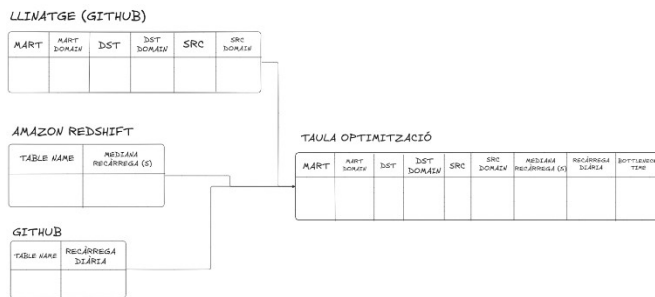 LLINATGE (GITHUB)
MART MART DOMAIN DST DST DOMAIN SRC SRC DOMAIN
AMAZON REDSHIFT
TABLE NAME MEDIANA RECÀRREGA (S)
TAULA OPTIMITZACIÓ
MART MART DOMAIN DST DST DOMAIN SRC SRC DOMAIN MEDIANA RECÀRREGA (S) RECÀRREGA DIÀRIA BOTTLENECK TIME
GITHUB
TABLE NAME RECÀRREGA DIÀRIA